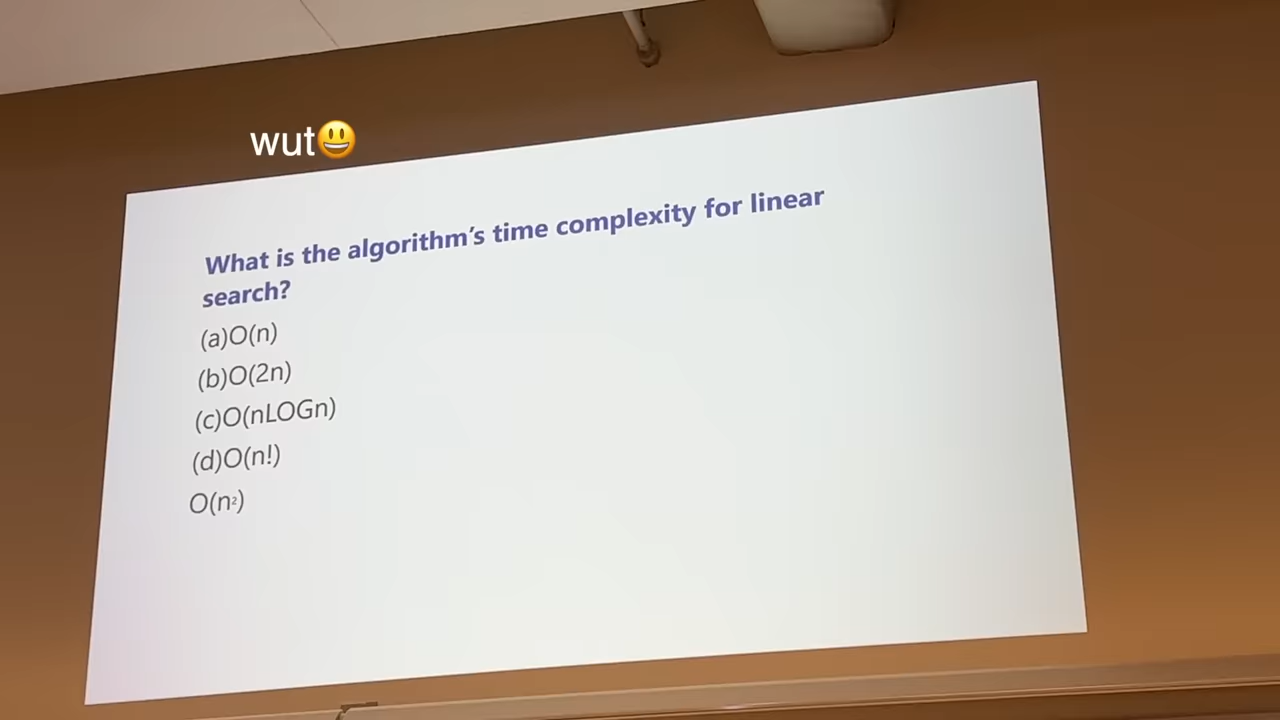 wut😃
What is the algorithm’s time complexity for linear
search?
(a)O(n)
(b)O(2n)
(c)O(nLOGn)
(d)O(n!)
O(n²)